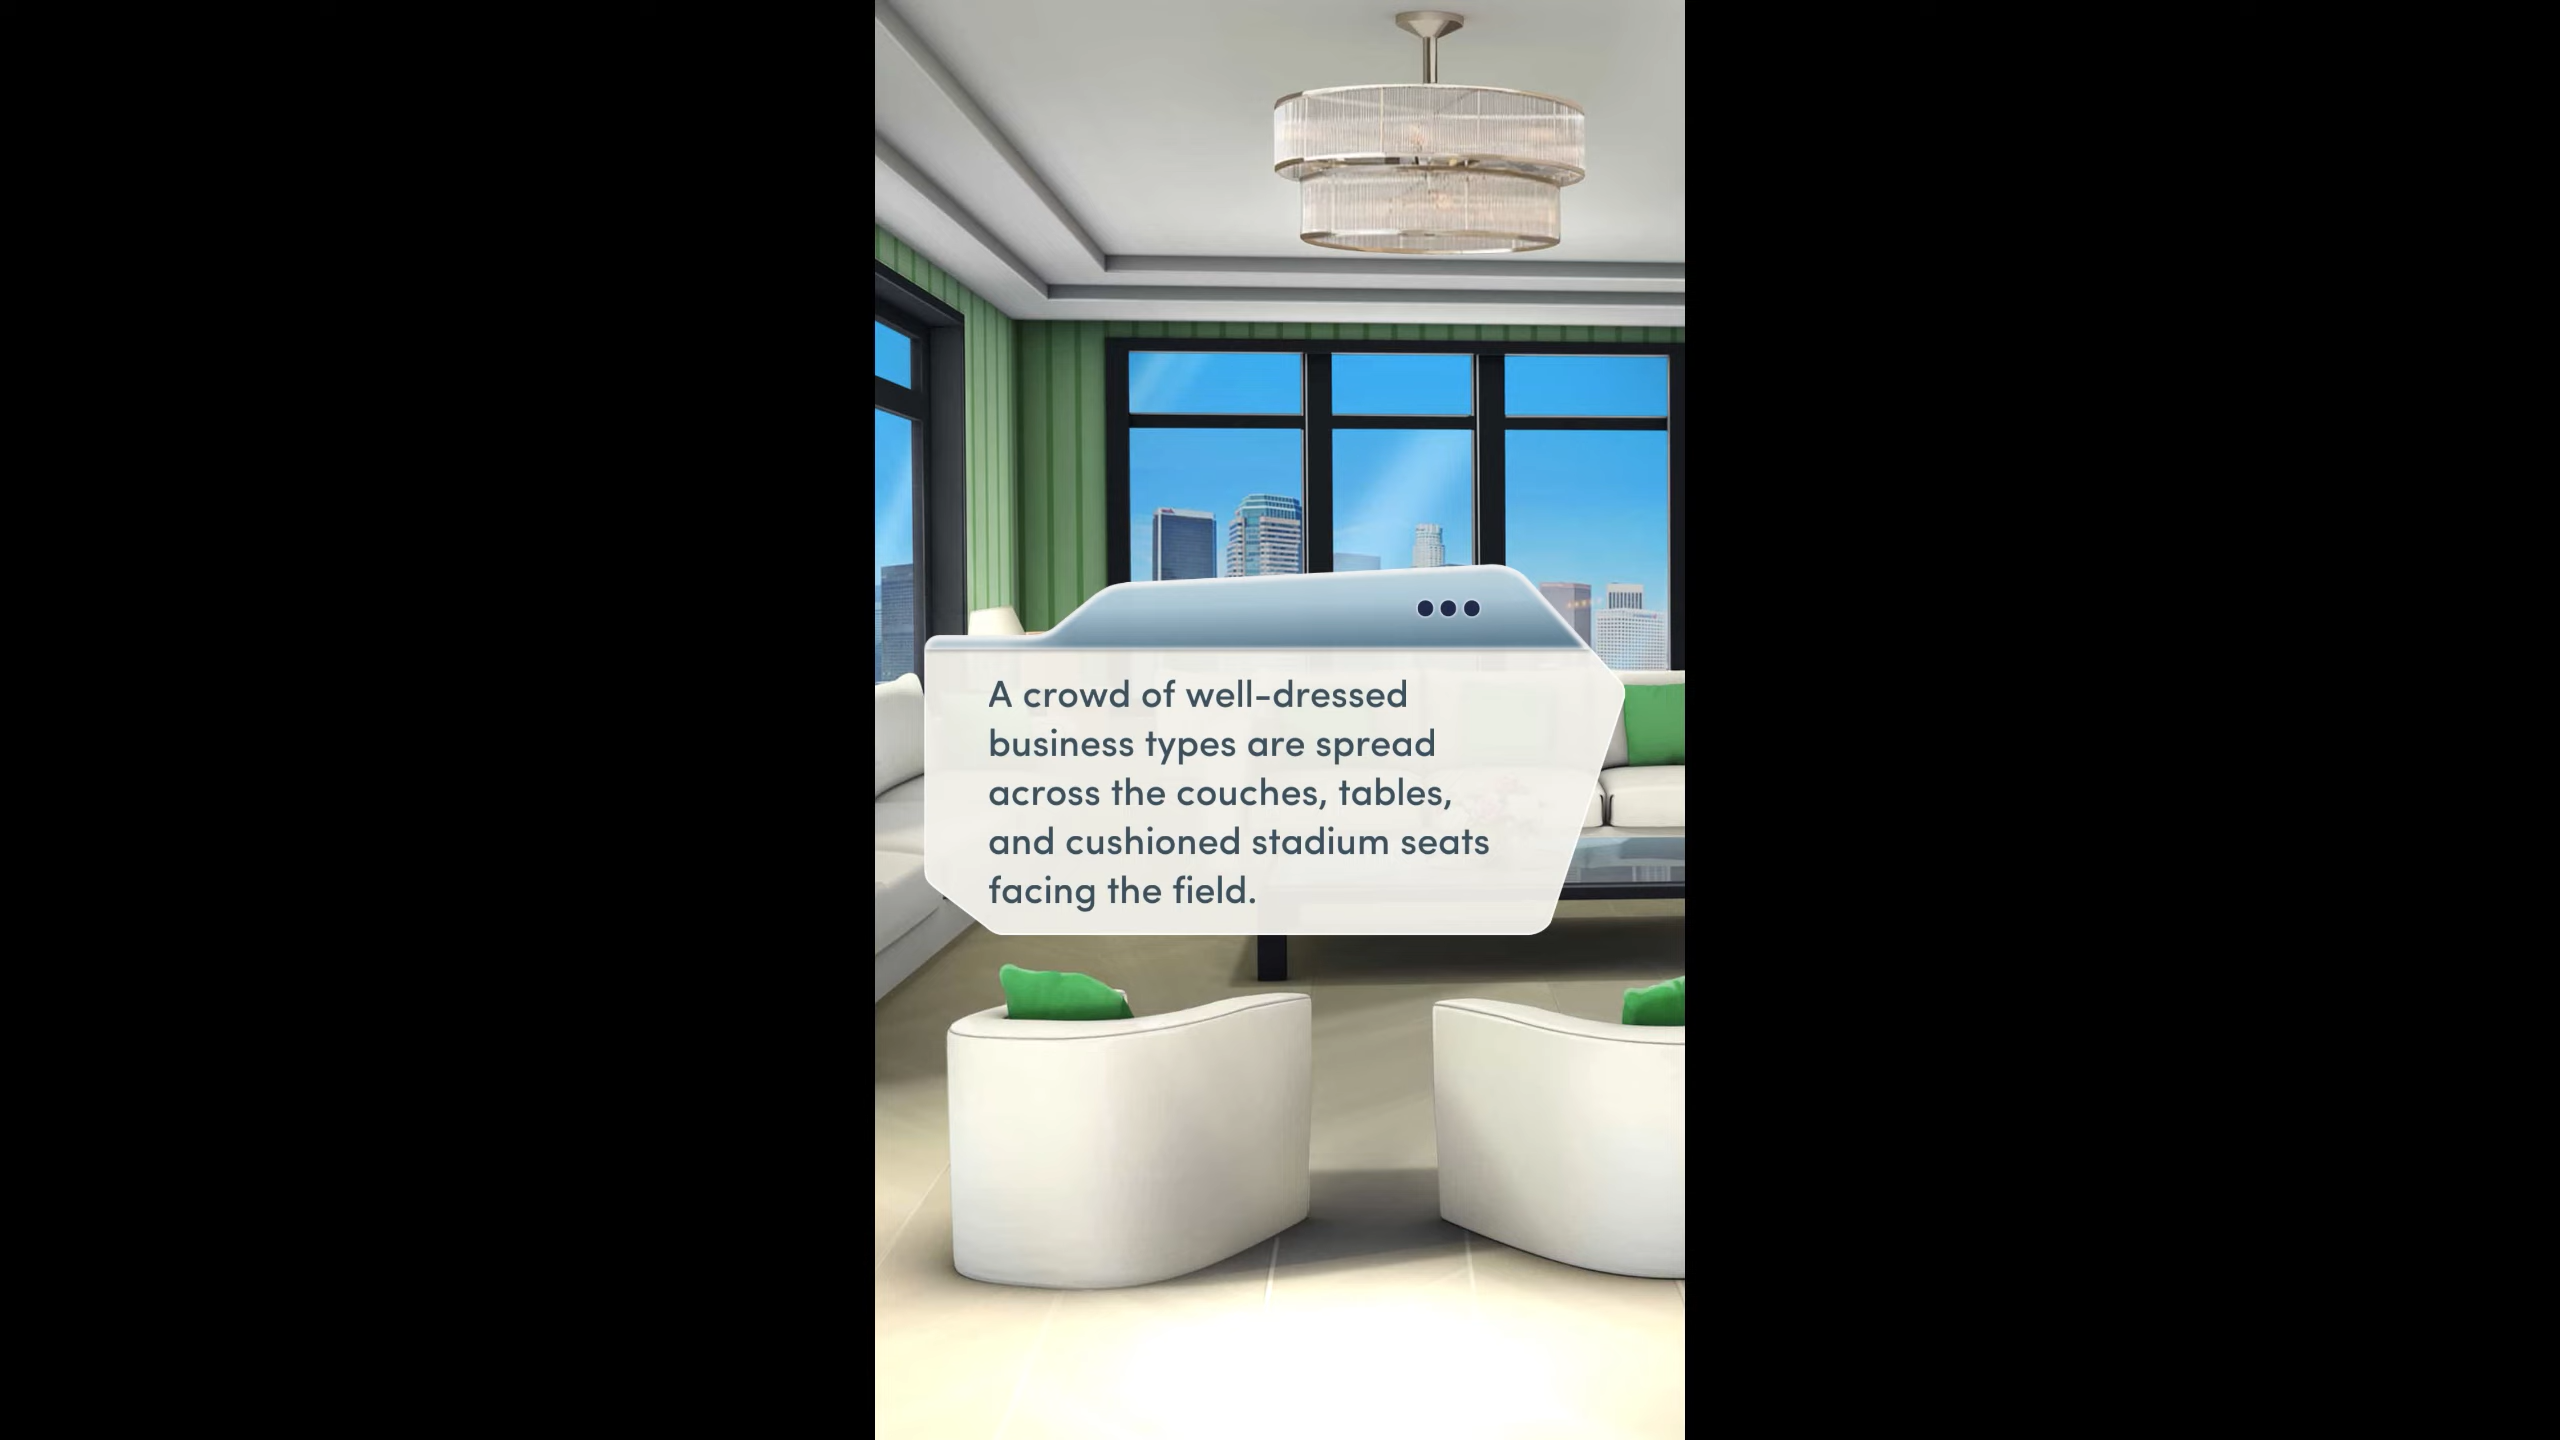 A crowd of well-dressed
business types are spread
across the couches, tables,
and cushioned stadium seats
facing the field.